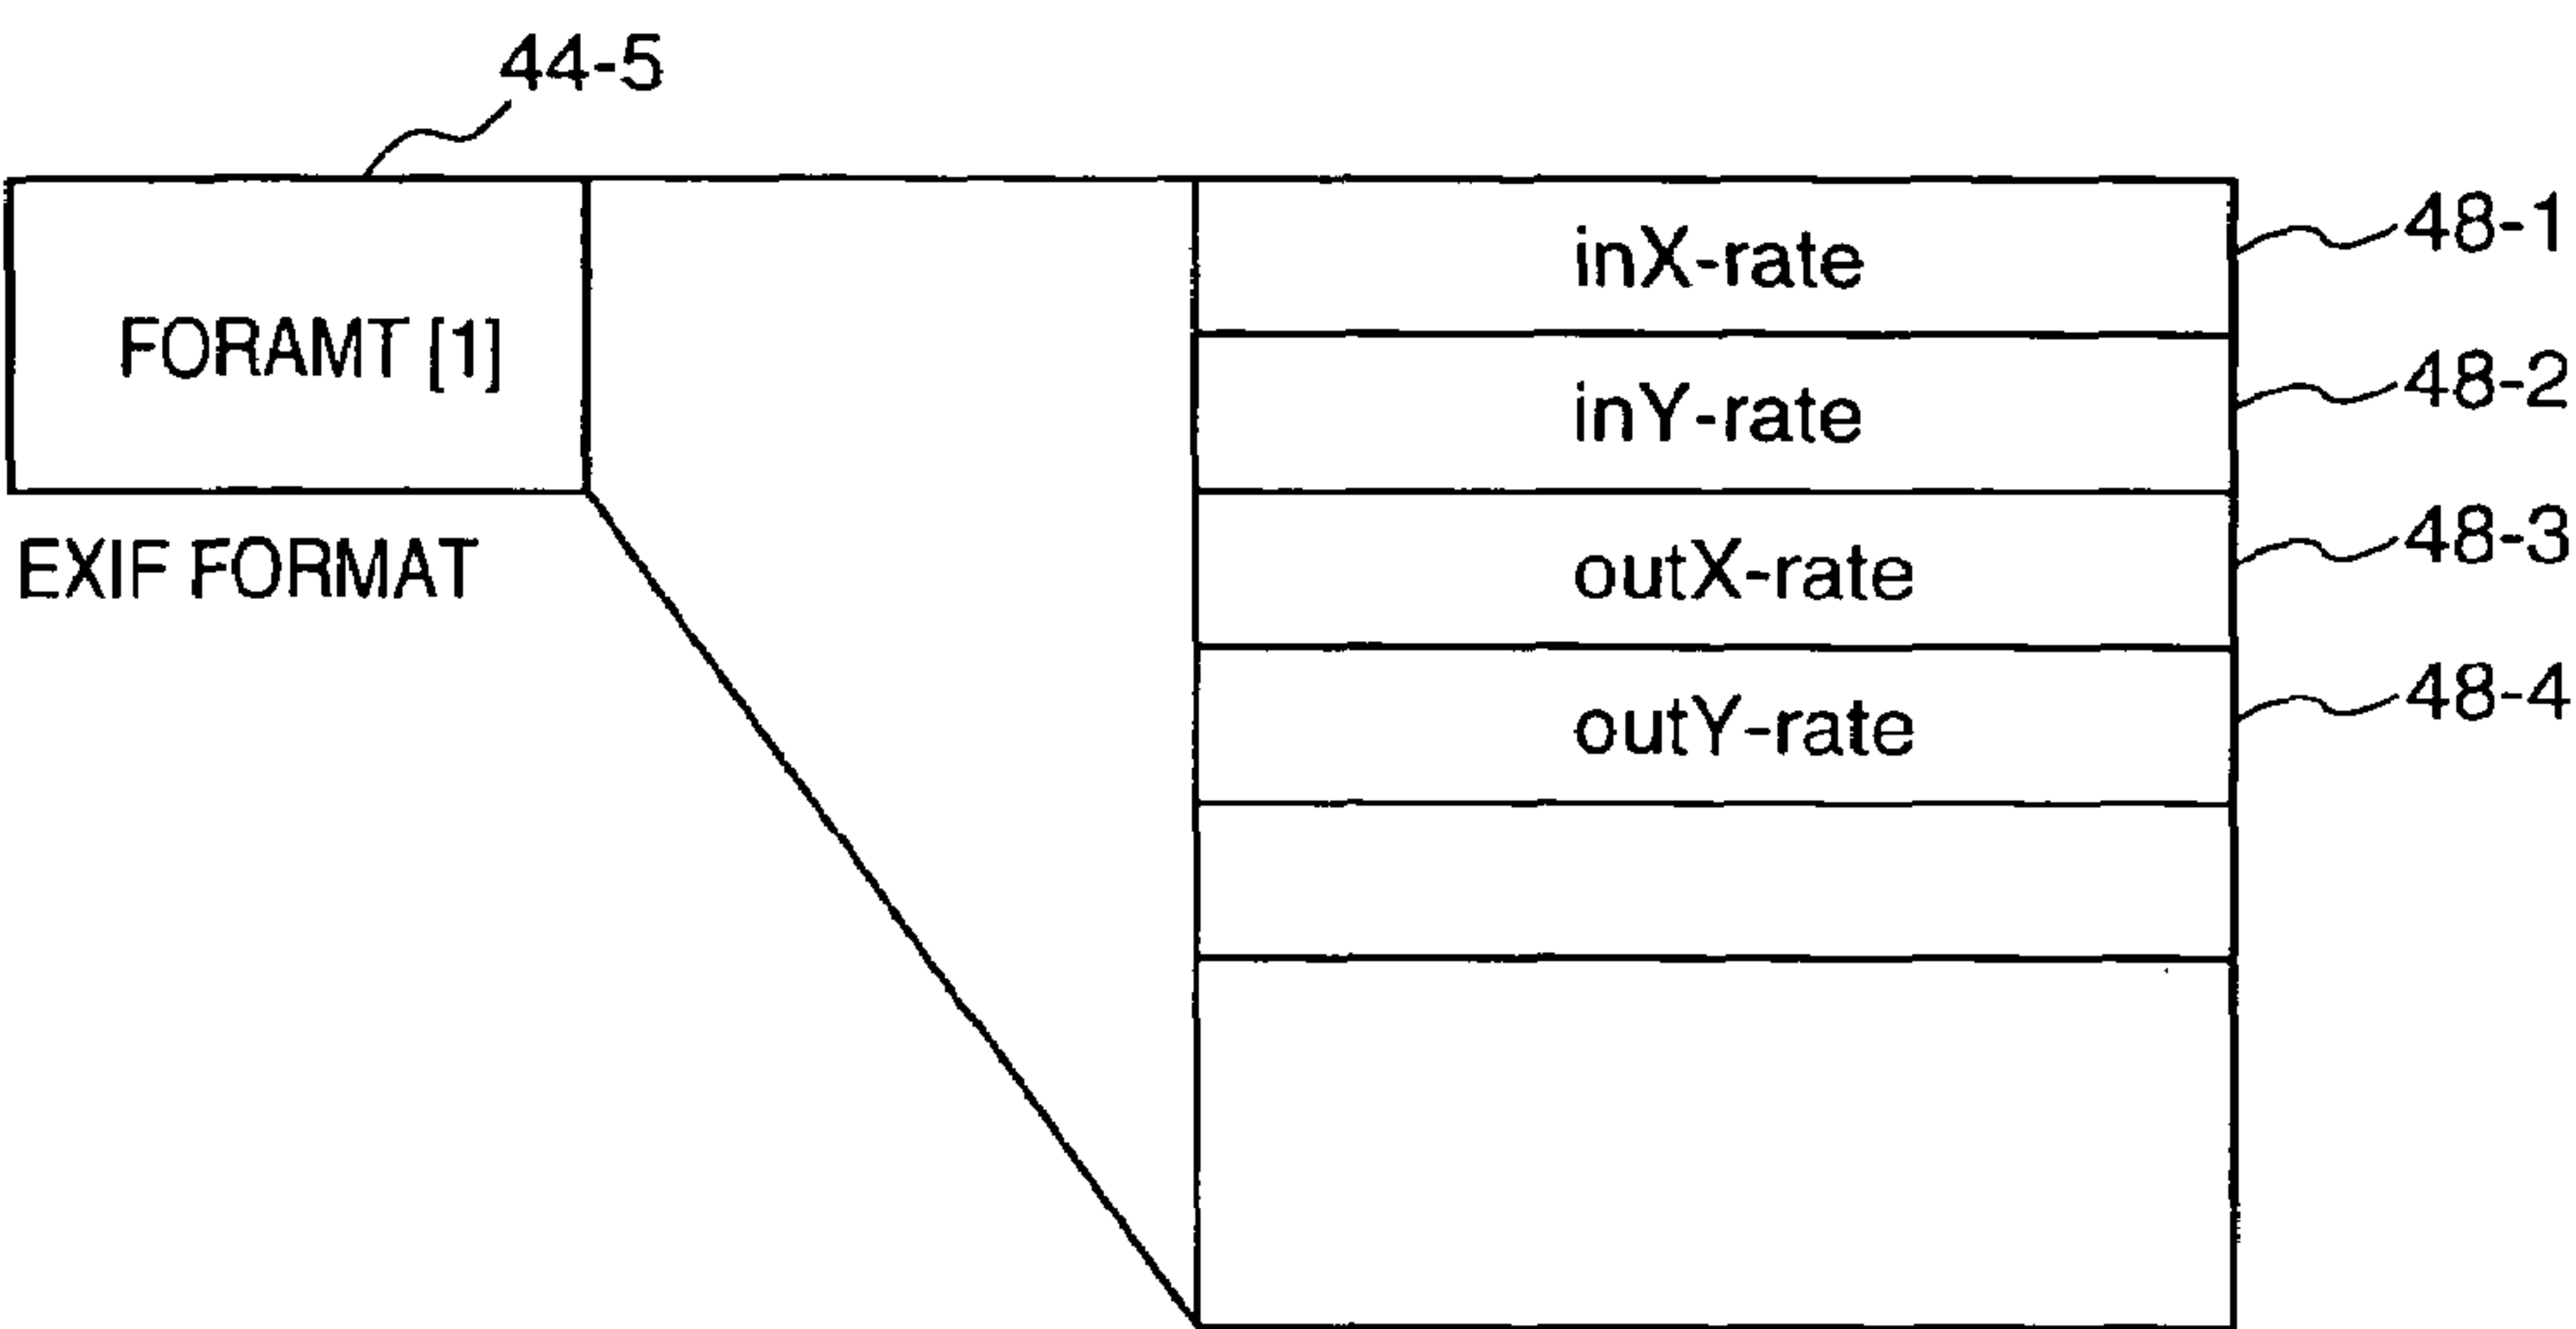 44-5
FORAMT [1]
EXIF FORMAT
inX-rate
48-1
inY-rate
48-2
outX-rate
48-3
outY-rate
48-4